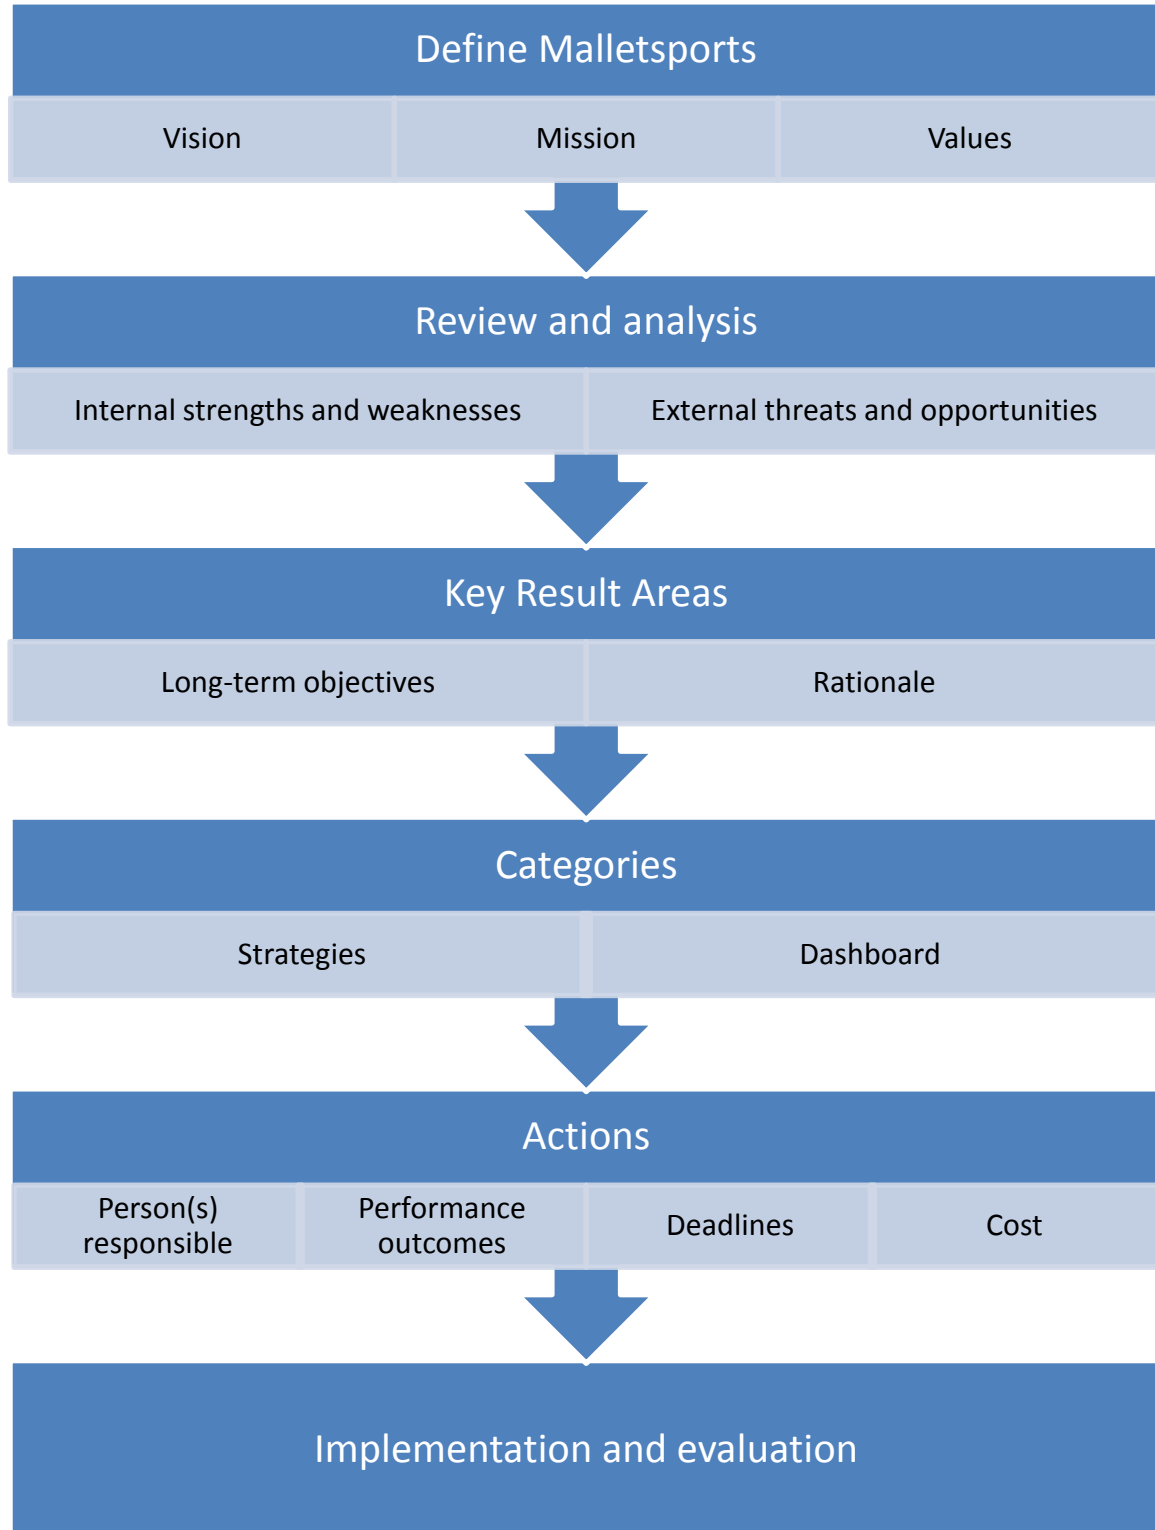 Define Malletsports
Vision
Mission
Values
Review and analysis
Internal strengths and weaknesses
External threats and opportunities
Key Result Areas
Long-term objectives
Rationale
Categories
Strategies
Dashboard
Actions
Person(s)
responsible
Performance
outcomes
Deadlines
Cost
Implementation and evaluation